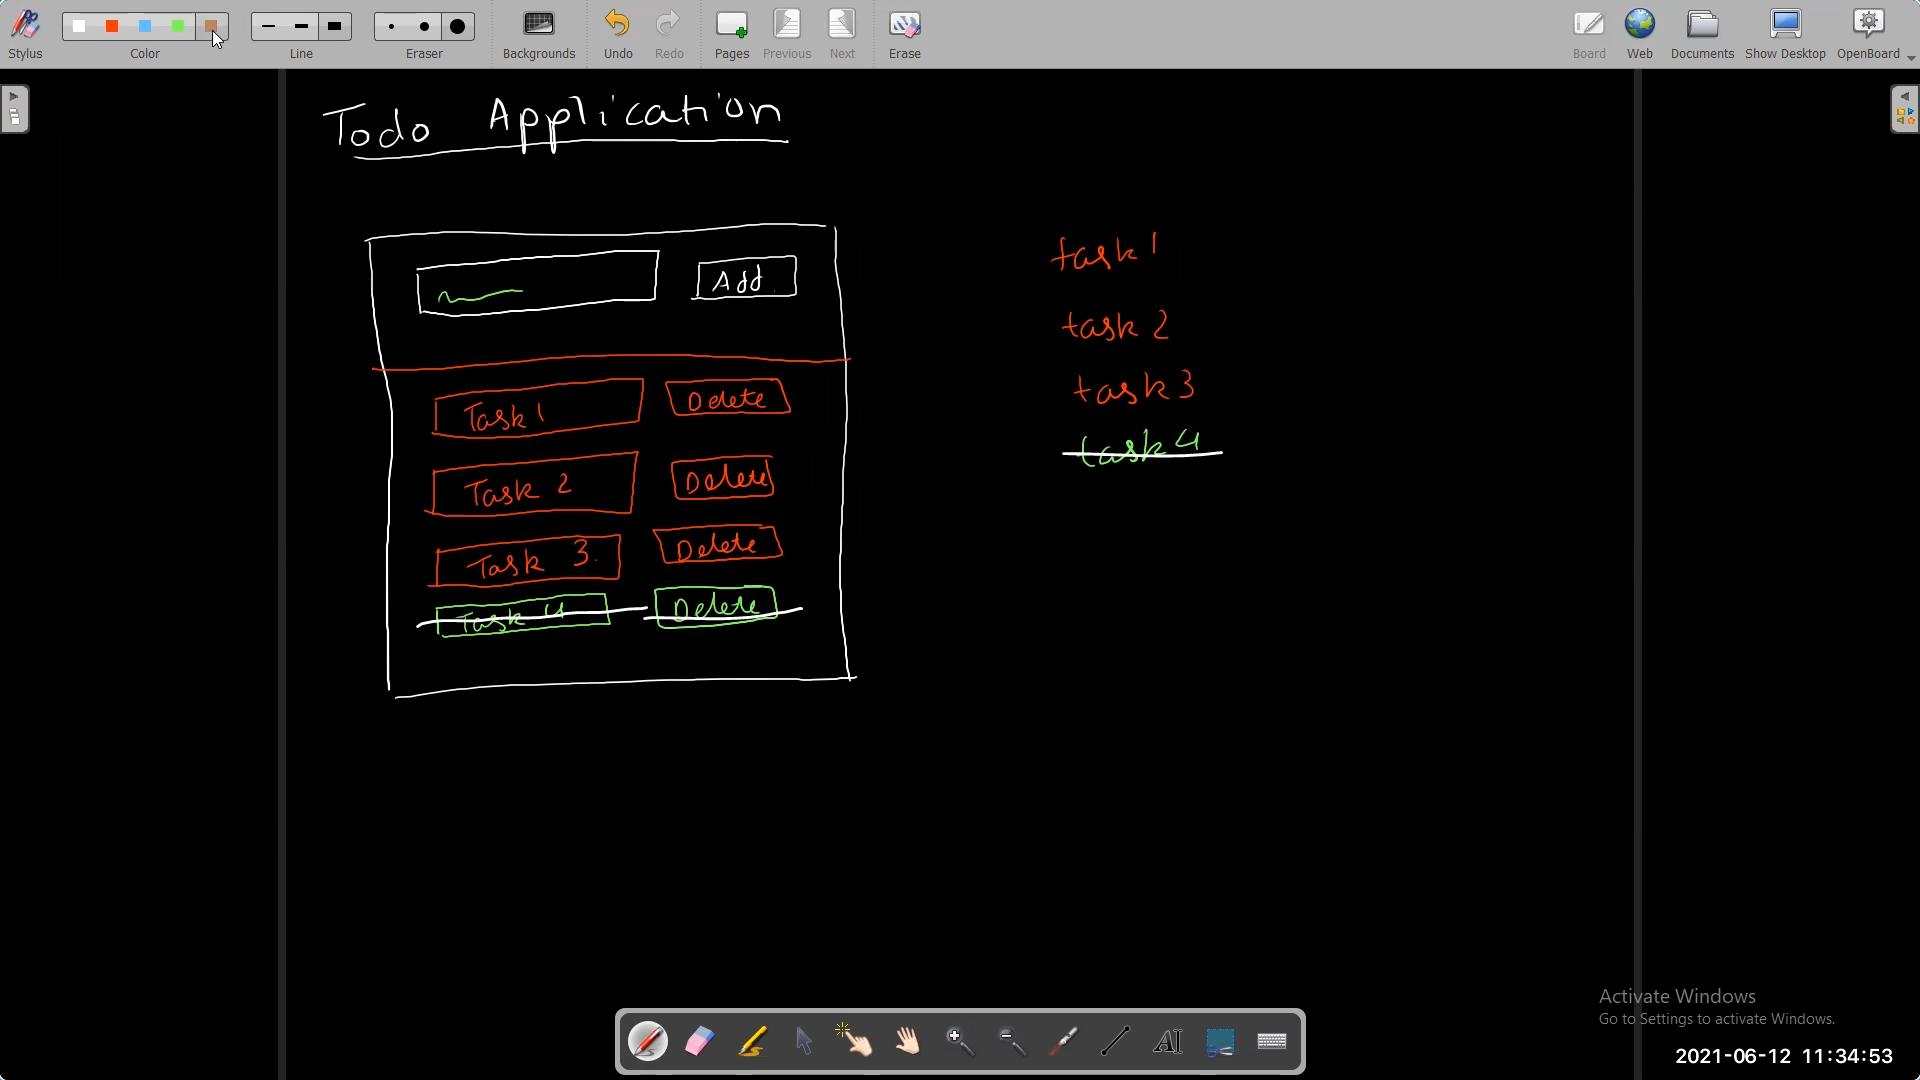 Stylus Color Line Eraser Backgrounds Undo Redo Pages Previous Next Erase Board Web Documents Show Desktop OpenBoard
Todo Application
Add
Task 1 Delete
Task 2 Delete
Task 3. Delete
Task 4 Delete
task 1
task 2
task 3
task 4
Activate Windows
Go to Settings to activate Windows.
2021-06-12 11:34:53